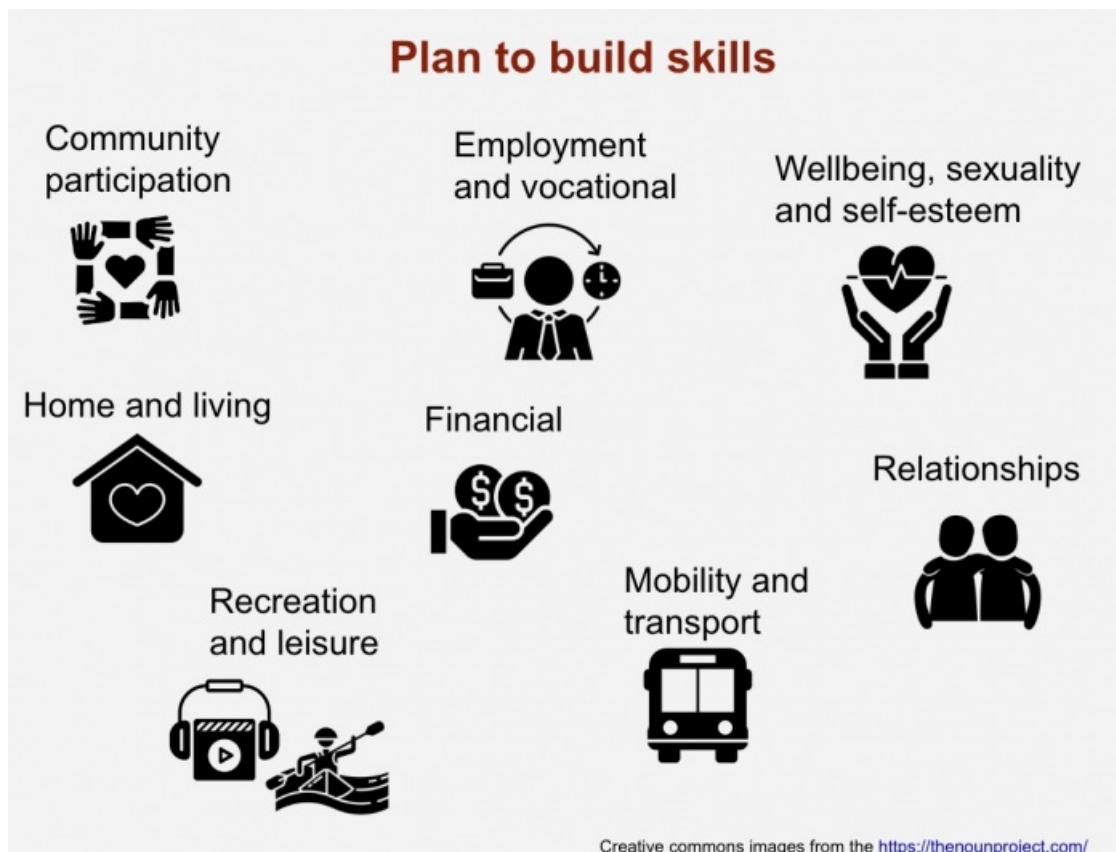 Plan to build skills
Community
participation
Employment
and vocational
Wellbeing, sexuality
and self-esteem
Home and living
Financial
Relationships
Recreation
and leisure
Mobility and
transport
Creative commons images from the https://thenounproject.com/